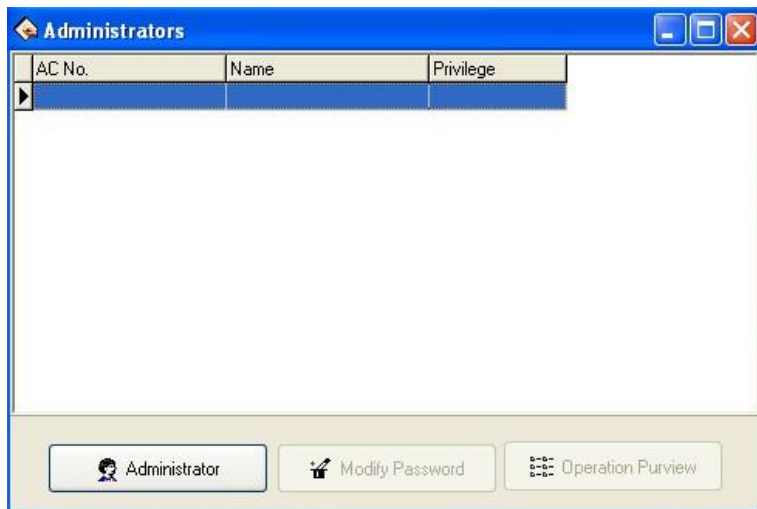 Administrators
AC No. Name Privilege
Administrator Modify Password Operation Purview